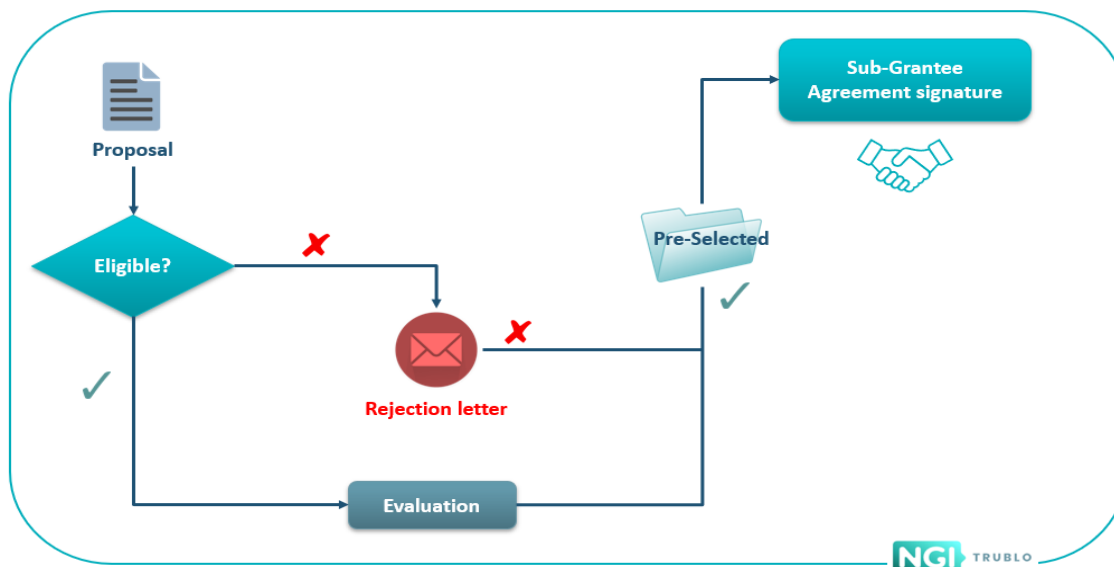 Proposal
Eligible?
Rejection letter
Evaluation
Pre-Selected
Sub-Grantee
Agreement signature
NGI TRUBLO